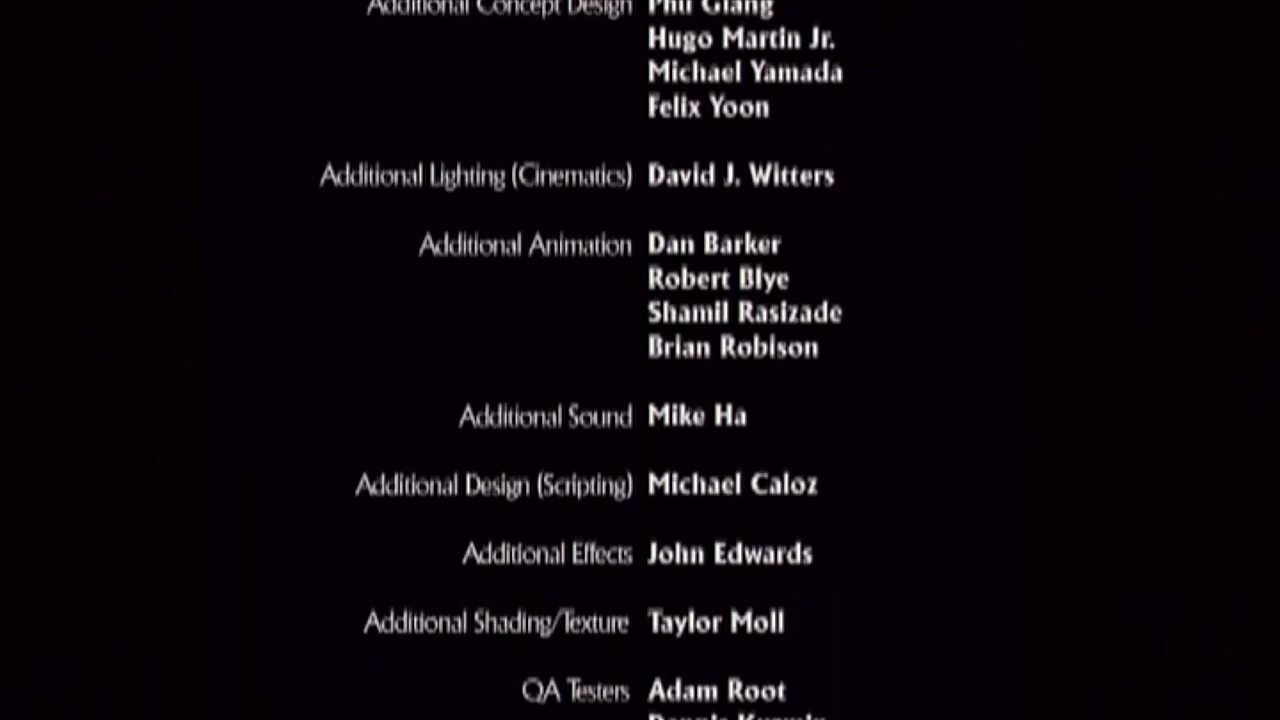 Additional Concept Design Phu Giang
Hugo Martin Jr.
Michael Yamada
Felix Yoon
Additional Lighting (Cinematics) David J. Witters
Additional Animation Dan Barker
Robert Blye
Shamil Rasizade
Brian Robison
Additional Sound Mike Ha
Additional Design (Scripting) Michael Caloz
Additional Effects John Edwards
Additional Shading/Texture Taylor Moll
QA Testers Adam Root